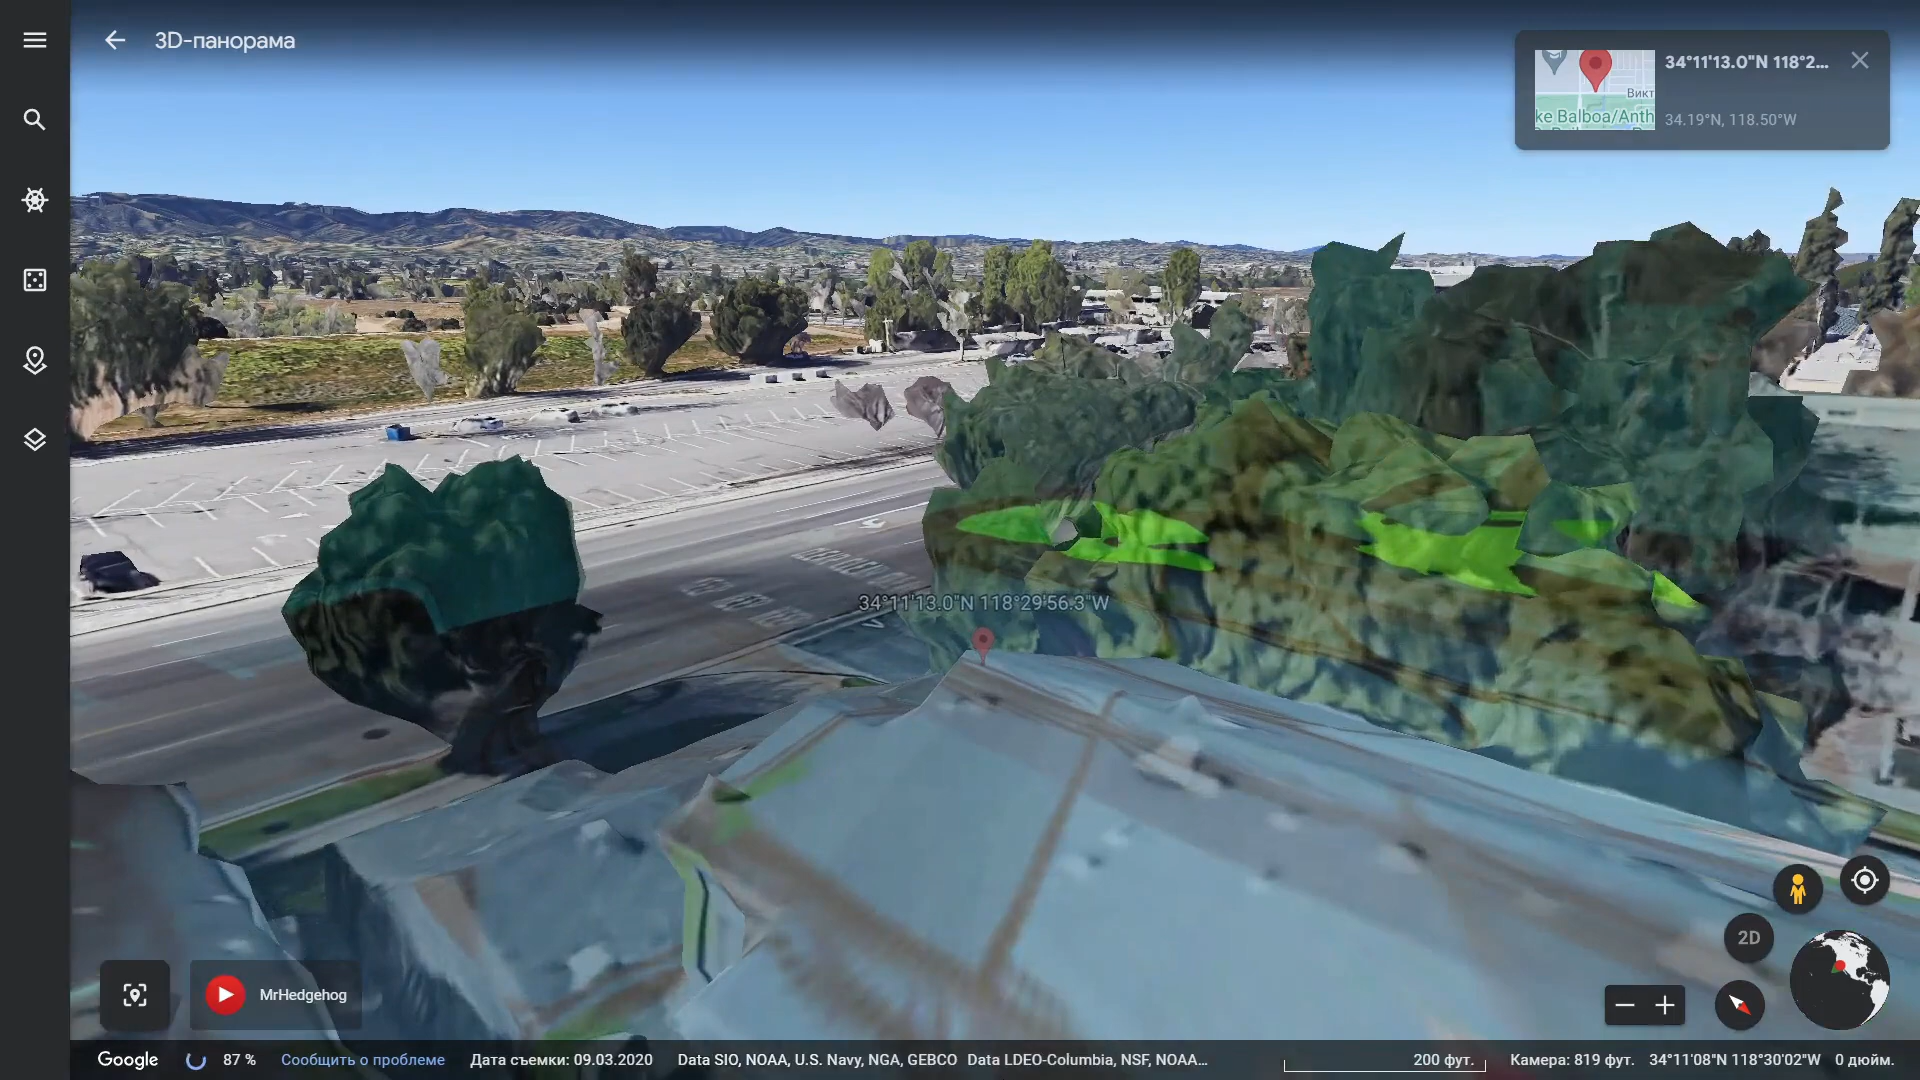 3D-панорама
34°11'13.0"N 118°2...
34.19°N, 118.50°W
Викт
ke Balboa/Anth
34°11'13.0"N 118°29'56.3"W
2D
MrHedgehog
Google
87 %
Сообщить о проблеме
Дата съемки: 09.03.2020
Data SIO, NOAA, U.S. Navy, NGA, GEBCO
Data LDEO-Columbia, NSF, NOAA...
200 фут.
Камера: 819 фут.
34°11'08"N 118°30'02"W
0 дюйм.